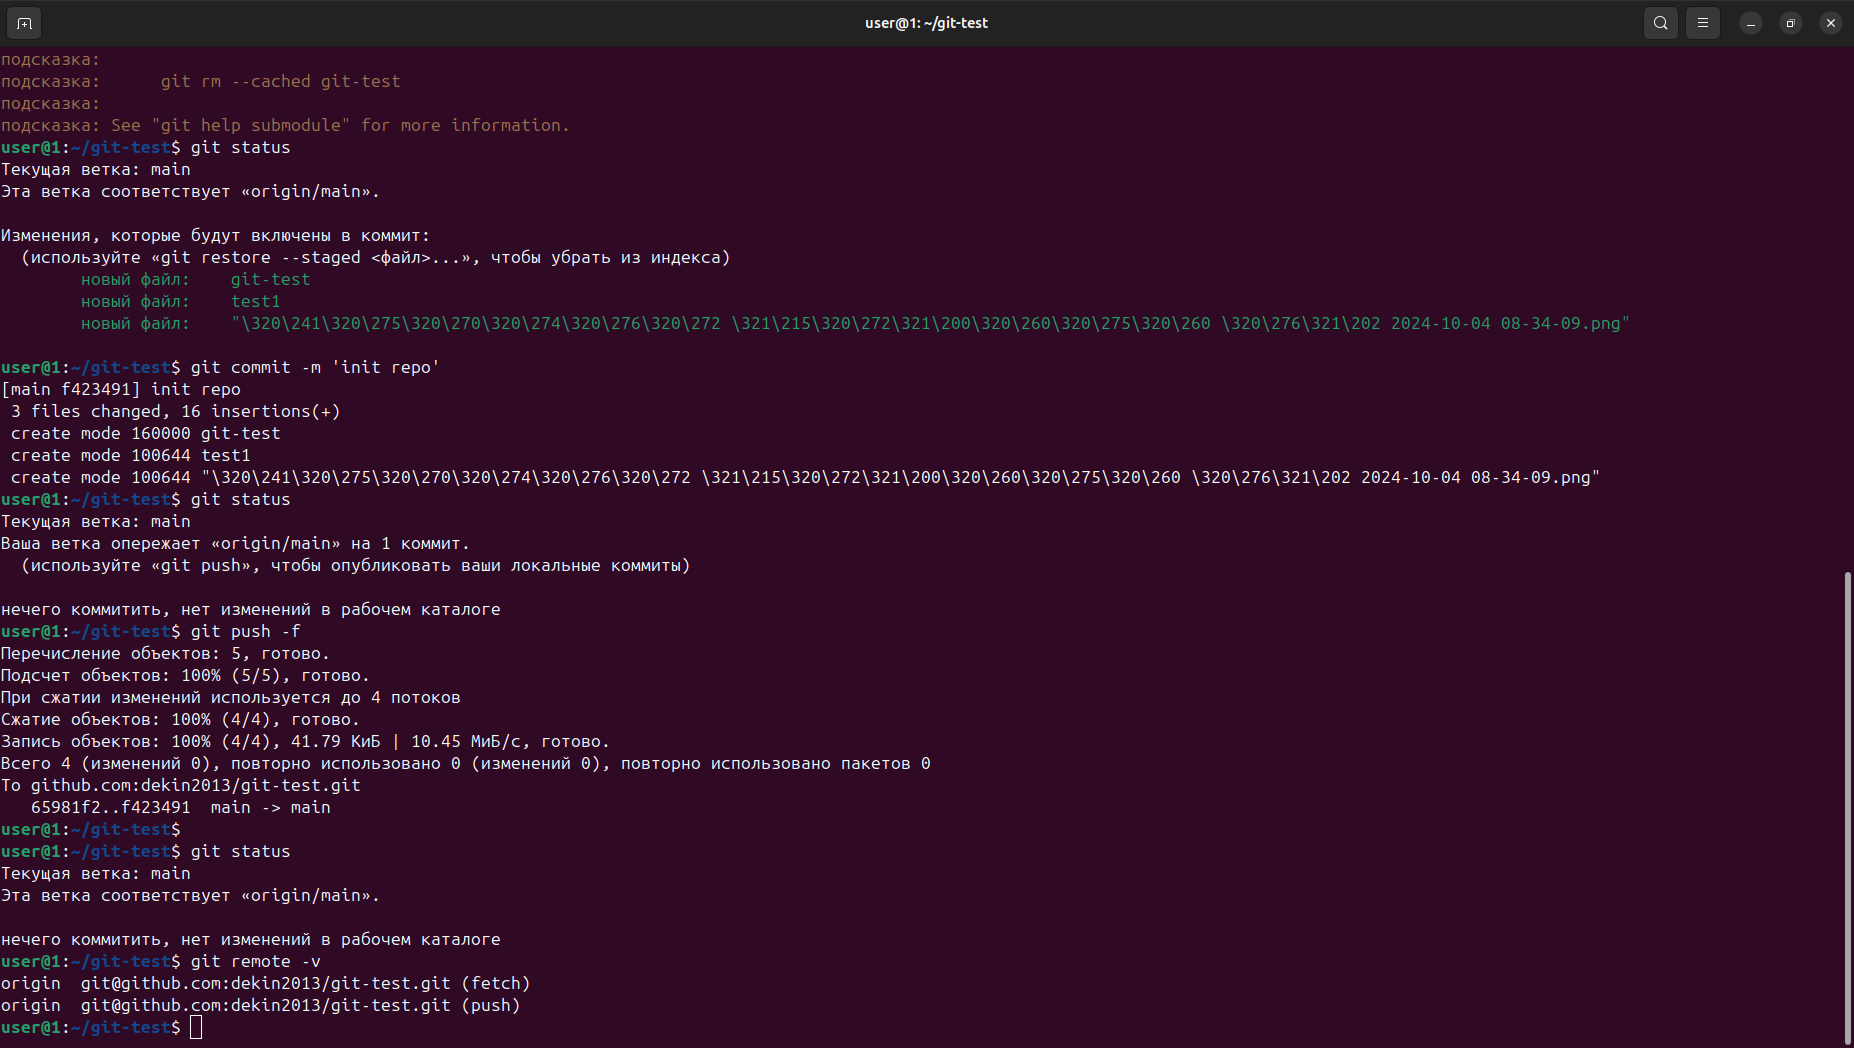 user@1: ~/git-test
подсказка:
подсказка:      git rm --cached git-test
подсказка:
подсказка: See "git help submodule" for more information.
user@1:~/git-test$ git status
Текущая ветка: main
Эта ветка соответствует «origin/main».
Изменения, которые будут включены в коммит:
  (используйте «git restore --staged <файл>...», чтобы убрать из индекса)
        новый файл:    git-test
        новый файл:    test1
        новый файл:    "\320\241\320\275\320\270\320\274\320\276\320\272 \321\215\320\272\321\200\320\260\320\275\320\260 \320\276\321\202 2024-10-04 08-34-09.png"
user@1:~/git-test$ git commit -m 'init repo'
[main f423491] init repo
 3 files changed, 16 insertions(+)
 create mode 160000 git-test
 create mode 100644 test1
 create mode 100644 "\320\241\320\275\320\270\320\274\320\276\320\272 \321\215\320\272\321\200\320\260\320\275\320\260 \320\276\321\202 2024-10-04 08-34-09.png"
user@1:~/git-test$ git status
Текущая ветка: main
Ваша ветка опережает «origin/main» на 1 коммит.
  (используйте «git push», чтобы опубликовать ваши локальные коммиты)
нечего коммитить, нет изменений в рабочем каталоге
user@1:~/git-test$ git push -f
Перечисление объектов: 5, готово.
Подсчет объектов: 100% (5/5), готово.
При сжатии изменений используется до 4 потоков
Сжатие объектов: 100% (4/4), готово.
Запись объектов: 100% (4/4), 41.79 КиБ | 10.45 МиБ/с, готово.
Всего 4 (изменений 0), повторно использовано 0 (изменений 0), повторно использовано пакетов 0
To github.com:dekin2013/git-test.git
   65981f2..f423491  main -> main
user@1:~/git-test$
user@1:~/git-test$ git status
Текущая ветка: main
Эта ветка соответствует «origin/main».
нечего коммитить, нет изменений в рабочем каталоге
user@1:~/git-test$ git remote -v
origin  git@github.com:dekin2013/git-test.git (fetch)
origin  git@github.com:dekin2013/git-test.git (push)
user@1:~/git-test$